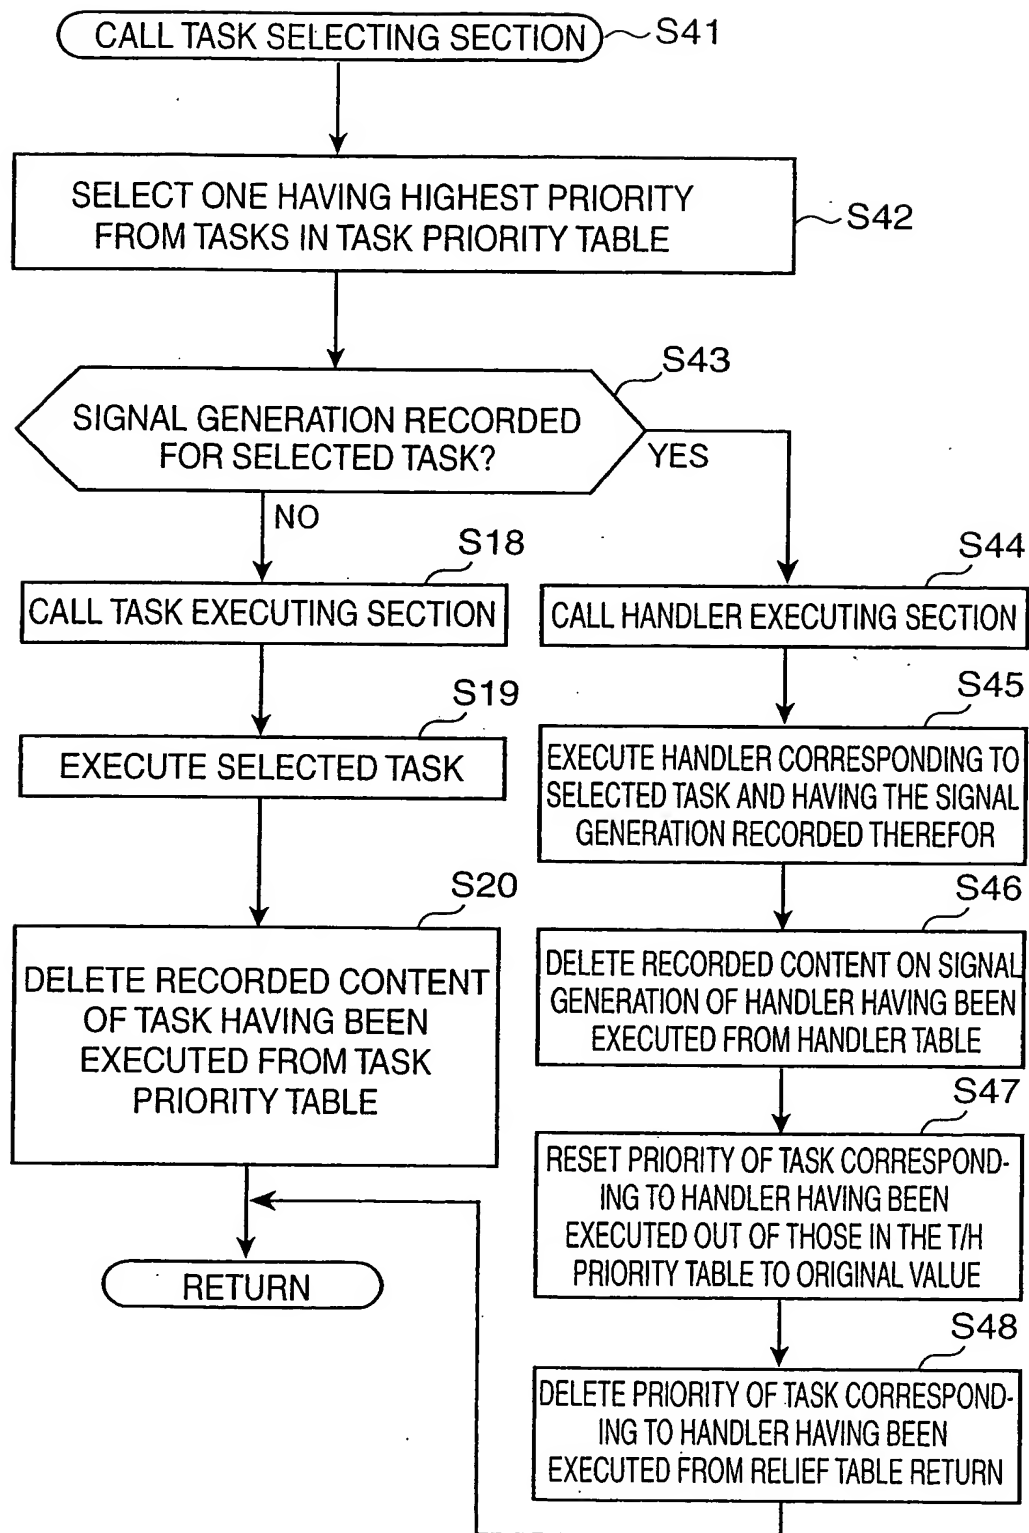 CALL TASK SELECTING SECTION
S41
SELECT ONE HAVING HIGHEST PRIORITY
FROM TASKS IN TASK PRIORITY TABLE
S42
S43
SIGNAL GENERATION RECORDED
FOR SELECTED TASK?
YES
NO
S18
CALL TASK EXECUTING SECTION
S19
EXECUTE SELECTED TASK
S20
DELETE RECORDED CONTENT
OF TASK HAVING BEEN
EXECUTED FROM TASK
PRIORITY TABLE
RETURN
S44
CALL HANDLER EXECUTING SECTION
S45
EXECUTE HANDLER CORRESPONDING TO
SELECTED TASK AND HAVING THE SIGNAL
GENERATION RECORDED THEREFOR
S46
DELETE RECORDED CONTENT ON SIGNAL
GENERATION OF HANDLER HAVING BEEN
EXECUTED FROM HANDLER TABLE
S47
RESET PRIORITY OF TASK CORRESPOND-
ING TO HANDLER HAVING BEEN
EXECUTED OUT OF THOSE IN THE T/H
PRIORITY TABLE TO ORIGINAL VALUE
S48
DELETE PRIORITY OF TASK CORRESPOND-
ING TO HANDLER HAVING BEEN
EXECUTED FROM RELIEF TABLE RETURN